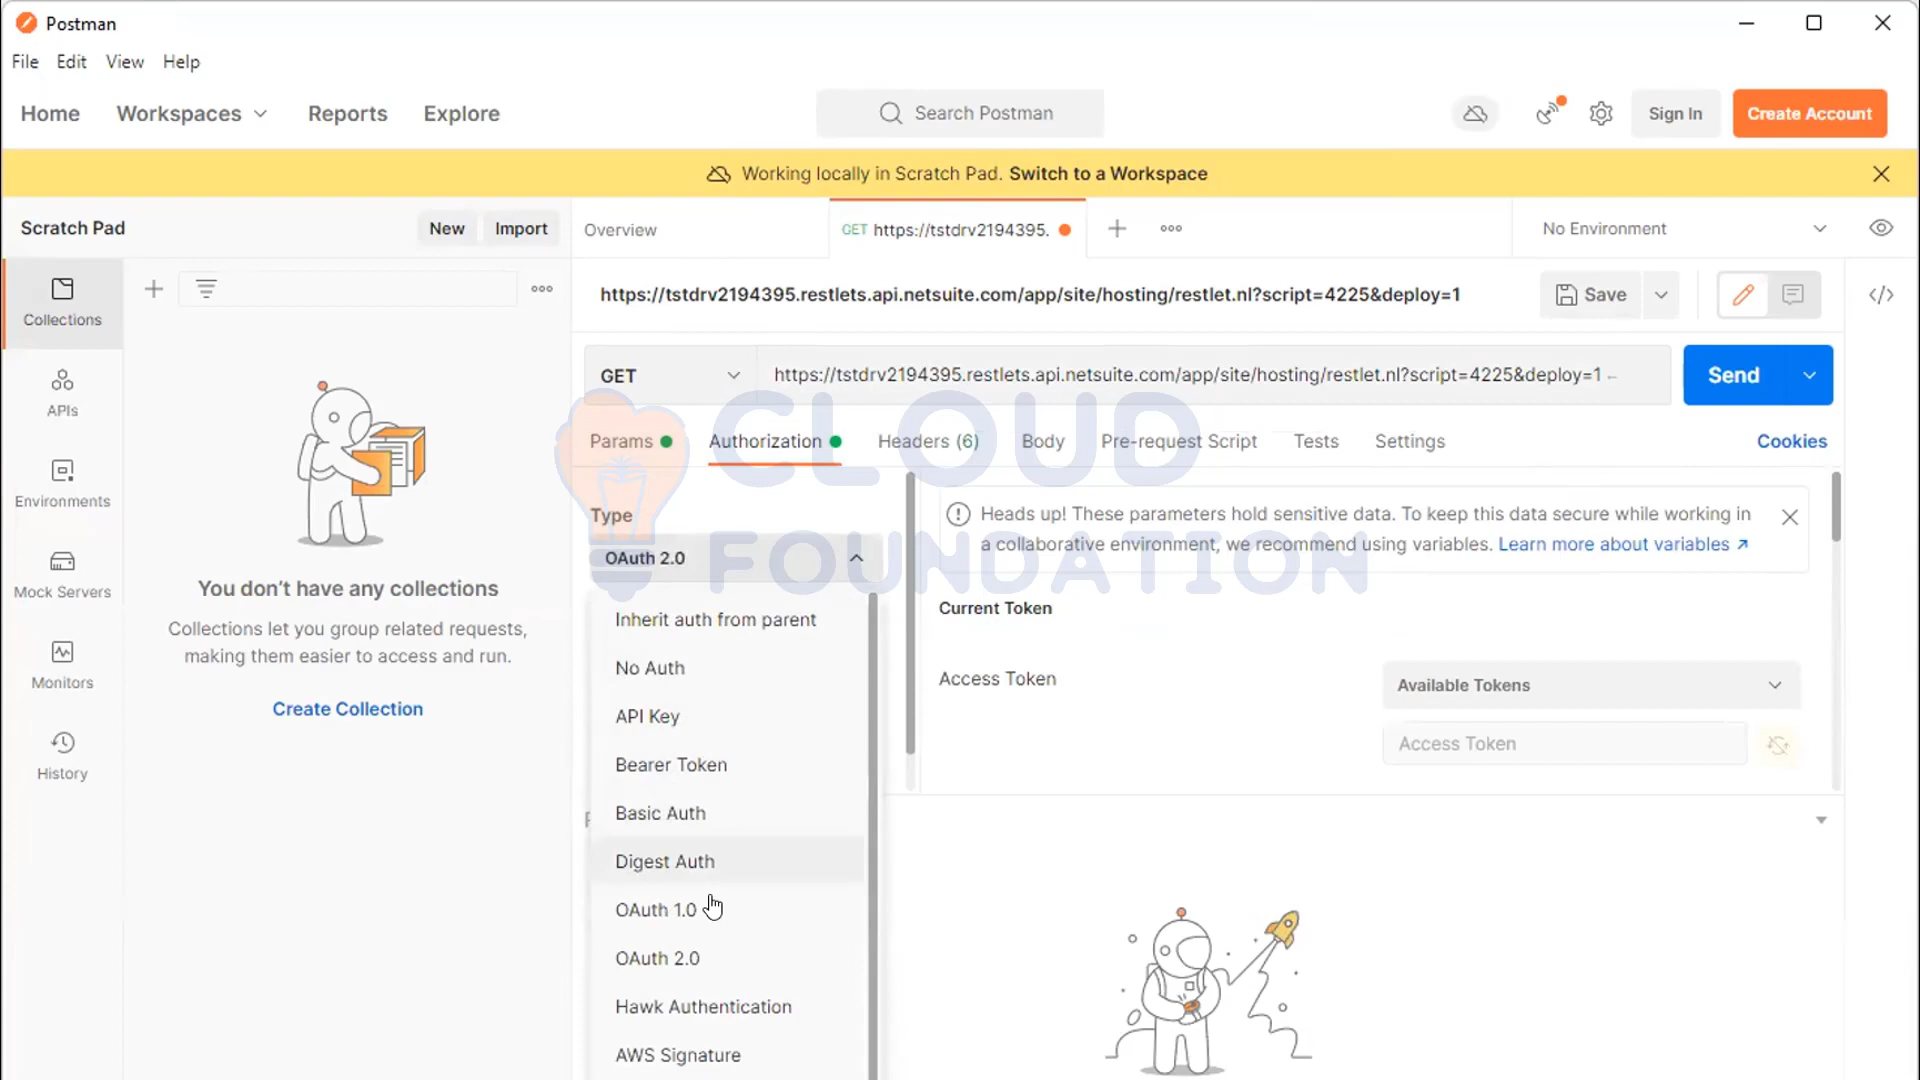 Postman
File Edit View Help
Home Workspaces Reports Explore
Search Postman
Sign In
Create Account
Working locally in Scratch Pad. Switch to a Workspace
Scratch Pad
New
Import
Overview
GET https://tstdrv2194395.
No Environment
Collections
APIs
Environments
Mock Servers
Monitors
History
You don't have any collections
Collections let you group related requests,
making them easier to access and run.
Create Collection
https://tstdrv2194395.restlets.api.netsuite.com/app/site/hosting/restlet.nl?script=4225&deploy=1
Save
GET
https://tstdrv2194395.restlets.api.netsuite.com/app/site/hosting/restlet.nl?script=4225&deploy=1
Send
Params Authorization Headers (6) Body Pre-request Script Tests Settings
Cookies
CLOUD
FOUNDATION
Type
OAuth 2.0
Inherit auth from parent
No Auth
API Key
Bearer Token
Basic Auth
Digest Auth
OAuth 1.0
OAuth 2.0
Hawk Authentication
AWS Signature
Heads up! These parameters hold sensitive data. To keep this data secure while working in
a collaborative environment, we recommend using variables. Learn more about variables
Current Token
Access Token
Available Tokens
Access Token